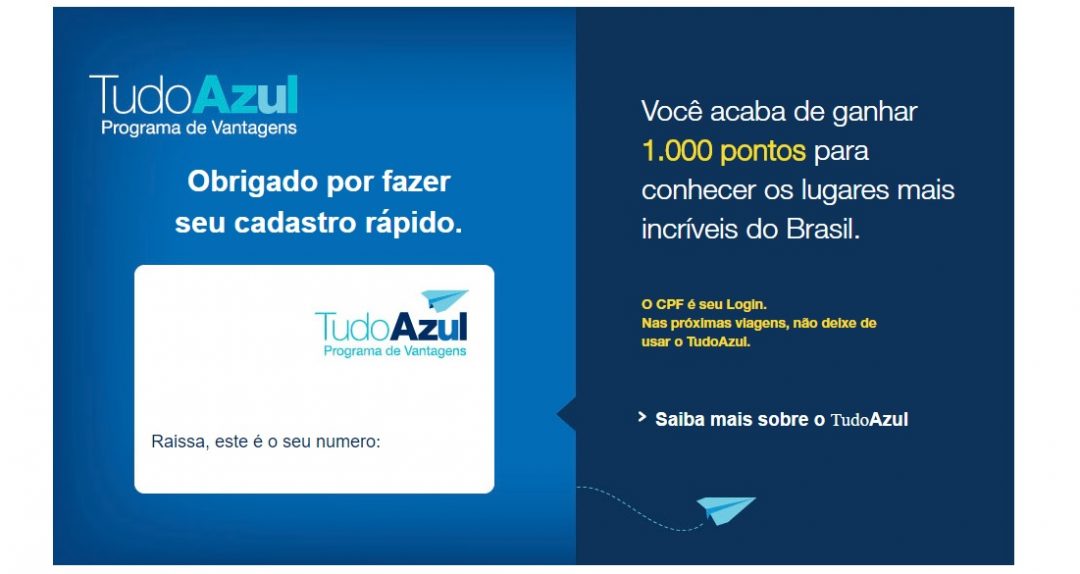 TudoAzul
Programa de Vantagens
Obrigado por fazer
seu cadastro rápido.
TudoAzul
Programa de Vantagens
Raissa, este é o seu numero:
Você acaba de ganhar
1.000 pontos para
conhecer os lugares mais
incríveis do Brasil.
O CPF é seu Login.
Nas próximas viagens, não deixe de
usar o TudoAzul.
> Saiba mais sobre o TudoAzul